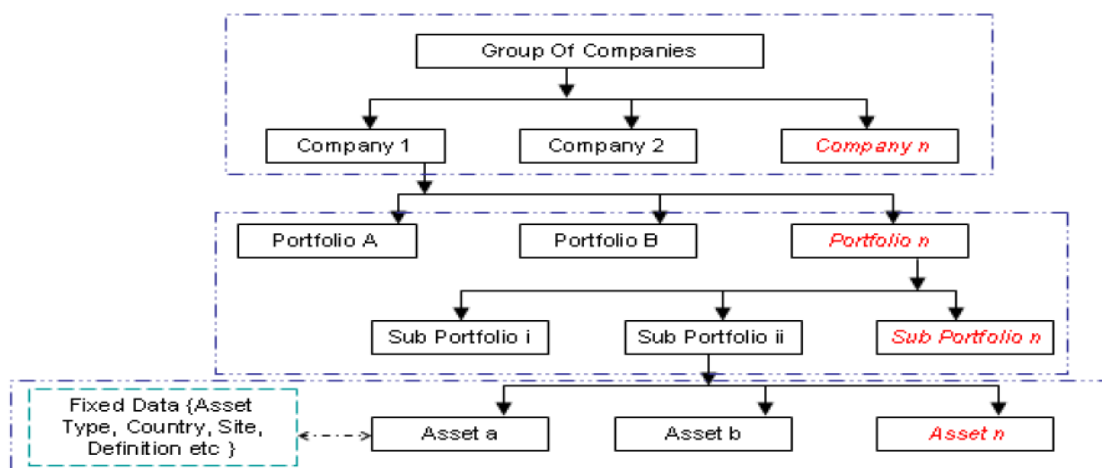 Group Of Companies
Company 1
Company 2
Company n
Portfolio A
Portfolio B
Portfolio n
Sub Portfolio i
Sub Portfolio ii
Sub Portfolio n
Fixed Data {Asset
Type, Country, Site,
Definition etc }
Asset a
Asset b
Asset n